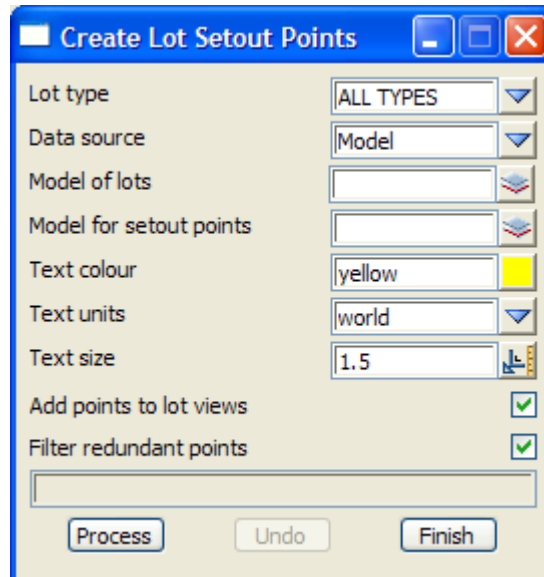 Create Lot Setout Points
Lot type ALL TYPES
Data source Model
Model of lots
Model for setout points
Text colour yellow
Text units world
Text size 1.5
Add points to lot views
Filter redundant points
Process Undo Finish